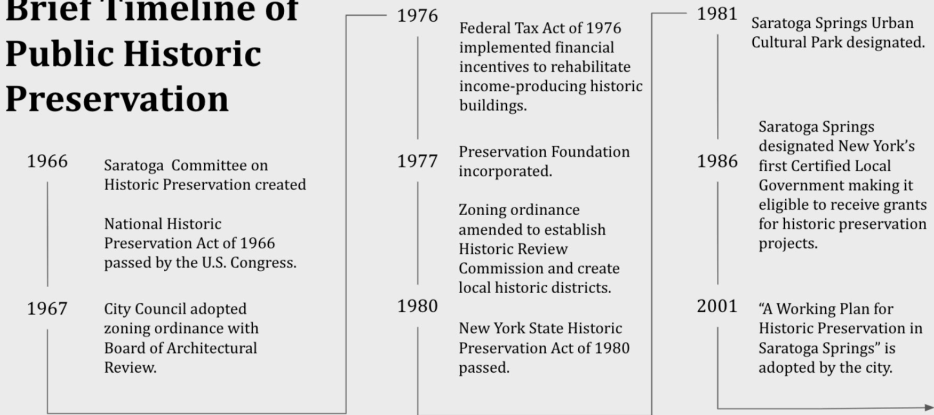 Brief Timeline of
Public Historic
Preservation
1966
Saratoga Committee on
Historic Preservation created
National Historic
Preservation Act of 1966
passed by the U.S. Congress.
1967
City Council adopted
zoning ordinance with
Board of Architectural
Review.
1976
Federal Tax Act of 1976
implemented financial
incentives to rehabilitate
income-producing historic
buildings.
1977
Preservation Foundation
incorporated.
Zoning ordinance
amended to establish
Historic Review
Commission and create
local historic districts.
1980
New York State Historic
Preservation Act of 1980
passed.
1981
Saratoga Springs Urban
Cultural Park designated.
1986
Saratoga Springs
designated New York’s
first Certified Local
Government making it
eligible to receive grants
for historic preservation
projects.
2001
“A Working Plan for
Historic Preservation in
Saratoga Springs” is
adopted by the city.